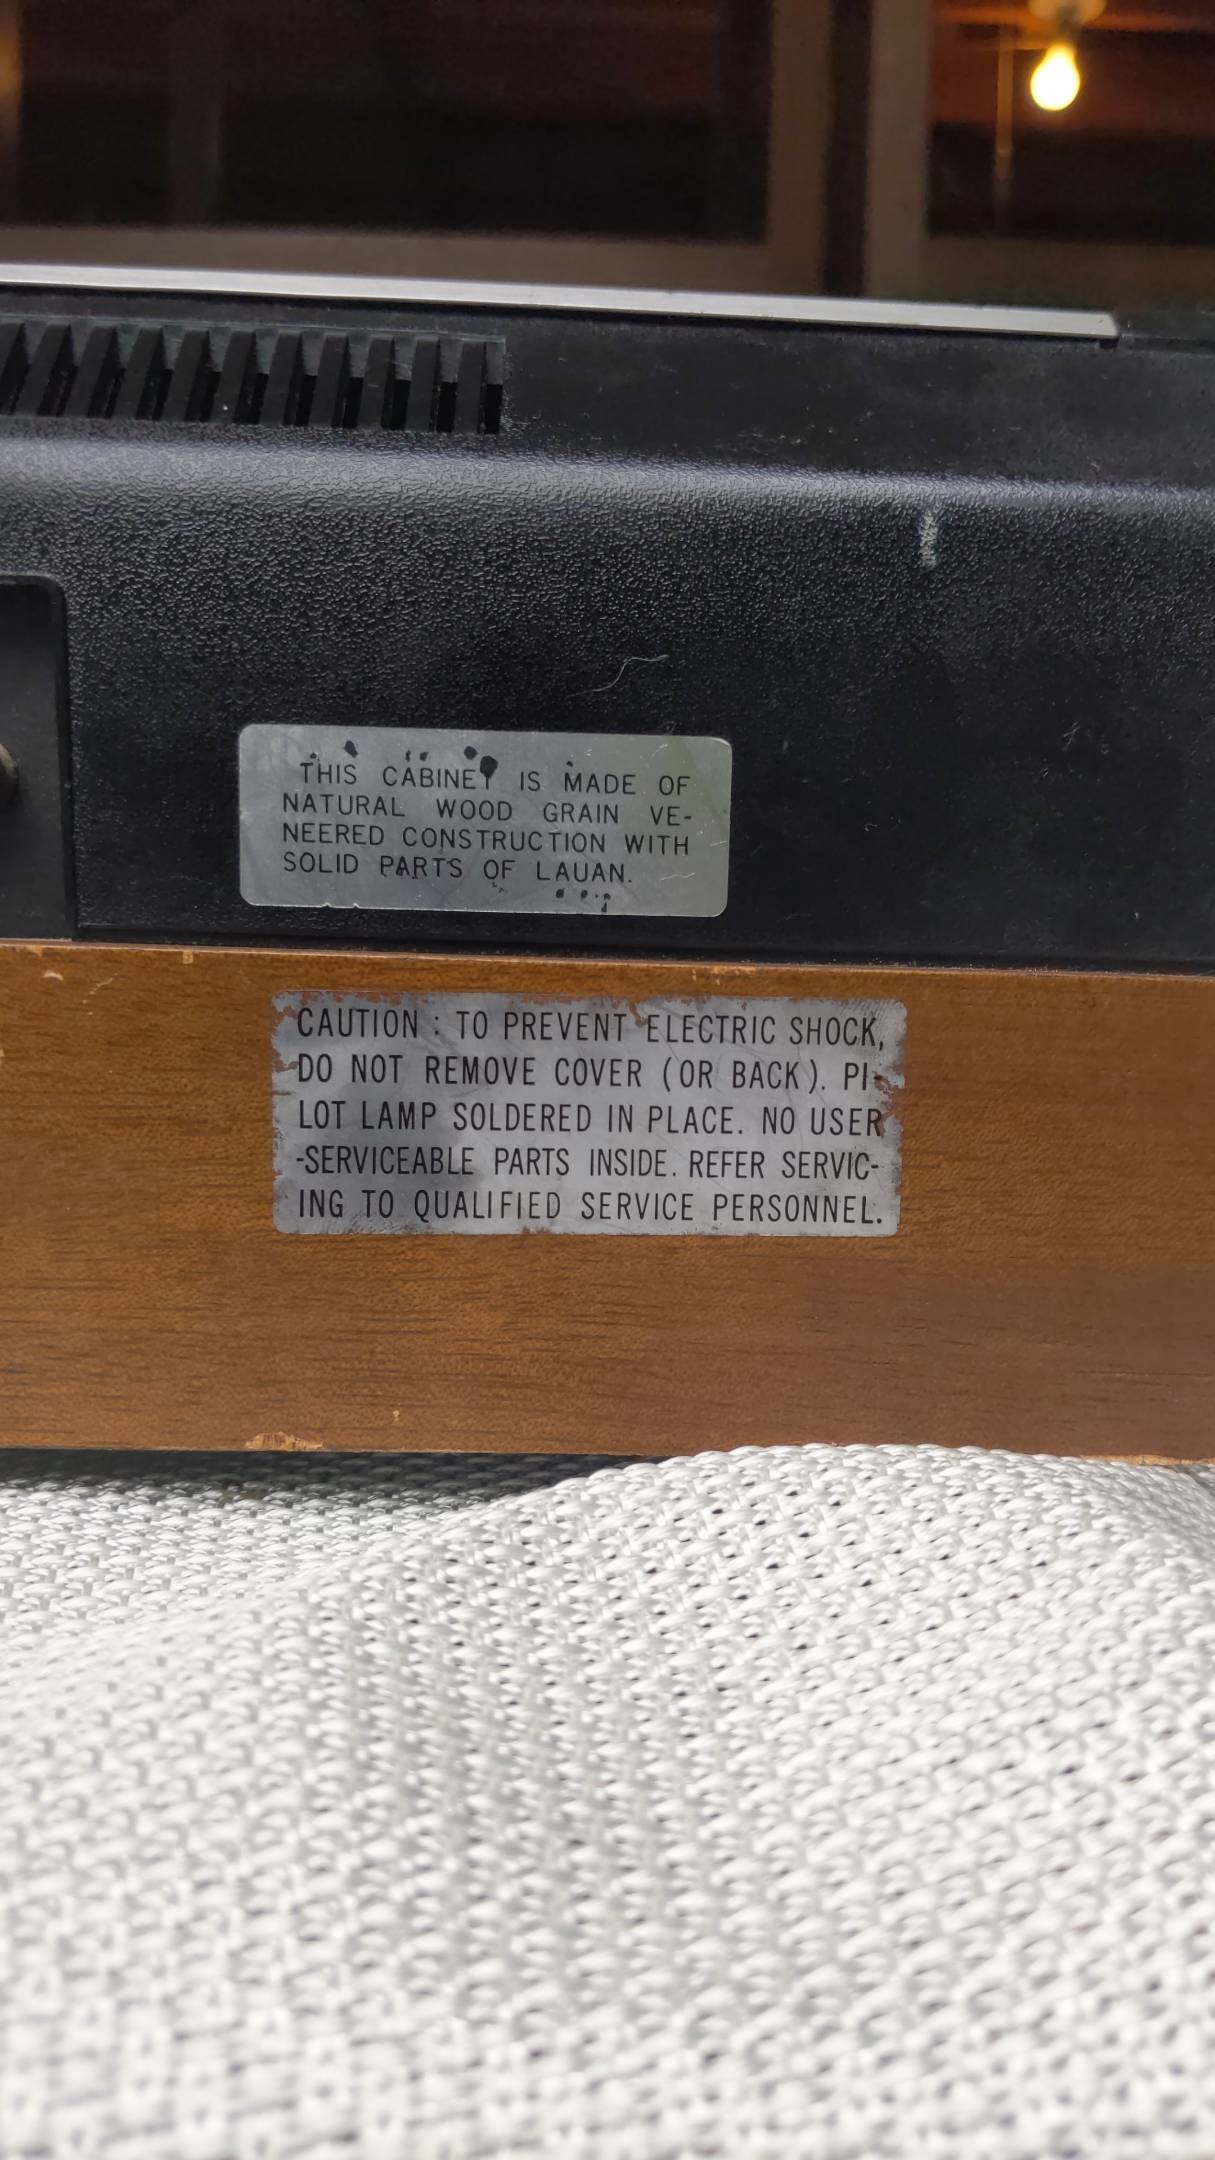 THIS CABINET IS MADE OF
NATURAL WOOD GRAIN VE-
NEERED CONSTRUCTION WITH
SOLID PARTS OF LAUAN.
CAUTION : TO PREVENT ELECTRIC SHOCK,
DO NOT REMOVE COVER (OR BACK). PI-
LOT LAMP SOLDERED IN PLACE. NO USER
-SERVICEABLE PARTS INSIDE. REFER SERVIC-
ING TO QUALIFIED SERVICE PERSONNEL.